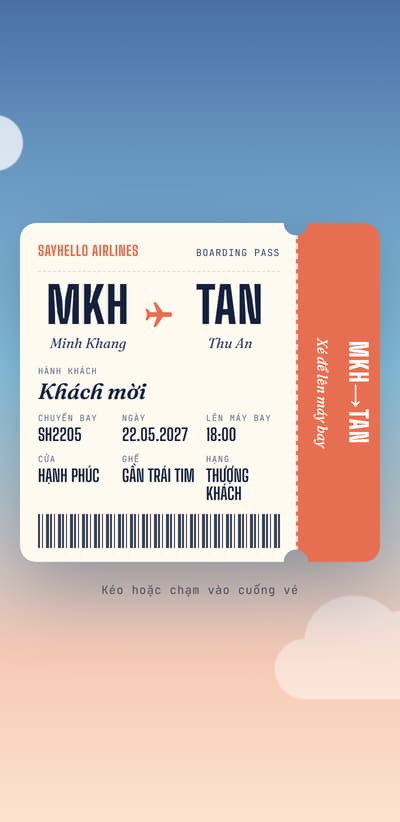 SAYHELLO AIRLINES
BOARDING PASS
MKH
TAN
Minh Khang
Thu An
HÀNH KHÁCH
Khách mời
CHUYẾN BAY
NGÀY
LÊN MÁY BAY
SH2205
22.05.2027
18:00
CỬA
GHẾ
HẠNG
HẠNH PHÚC
GẦN TRÁI TIM
THƯỢNG
KHÁCH
MKH→TAN
Xé để lên máy bay
Kéo hoặc chạm vào cuống vé